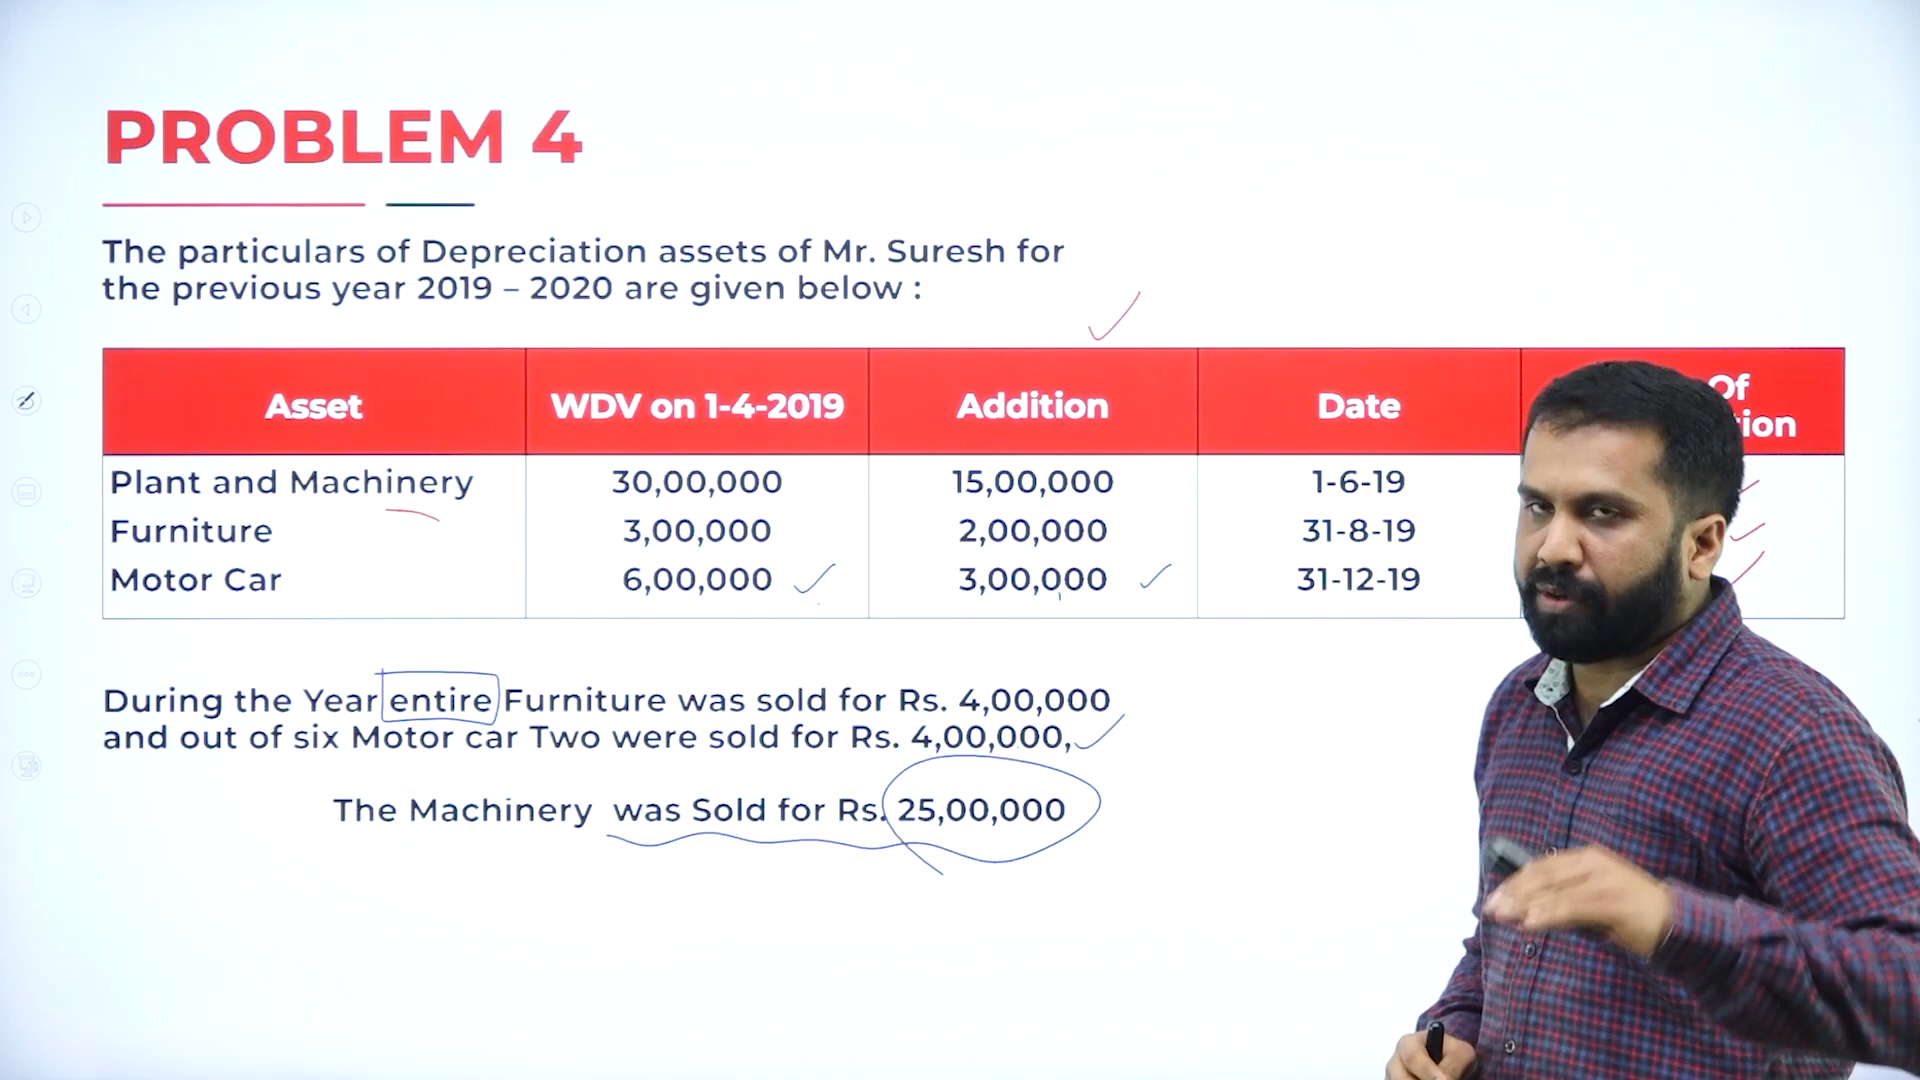 PROBLEM 4
The particulars of Depreciation assets of Mr. Suresh for
the previous year 2019 – 2020 are given below :
Asset WDV on 1-4-2019 Addition Date Of
Plant and Machinery 30,00,000 15,00,000 1-6-19
Furniture 3,00,000 2,00,000 31-8-19
Motor Car 6,00,000 3,00,000 31-12-19
During the Year entire Furniture was sold for Rs. 4,00,000
and out of six Motor car Two were sold for Rs. 4,00,000,
The Machinery was Sold for Rs. 25,00,000